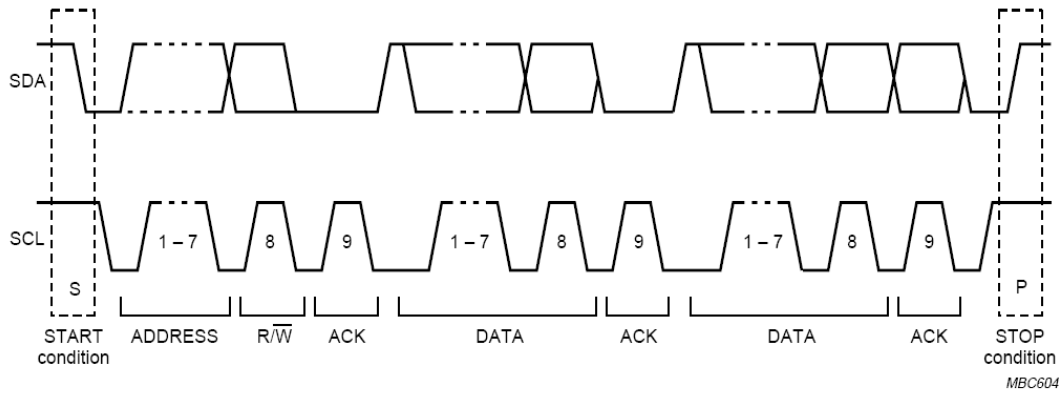 SDA
SCL
1 – 7
8
9
1 – 7
8
9
1 – 7
8
9
S
P
START
condition
ADDRESS
R/W̅
ACK
DATA
ACK
DATA
ACK
STOP
condition
MBC604